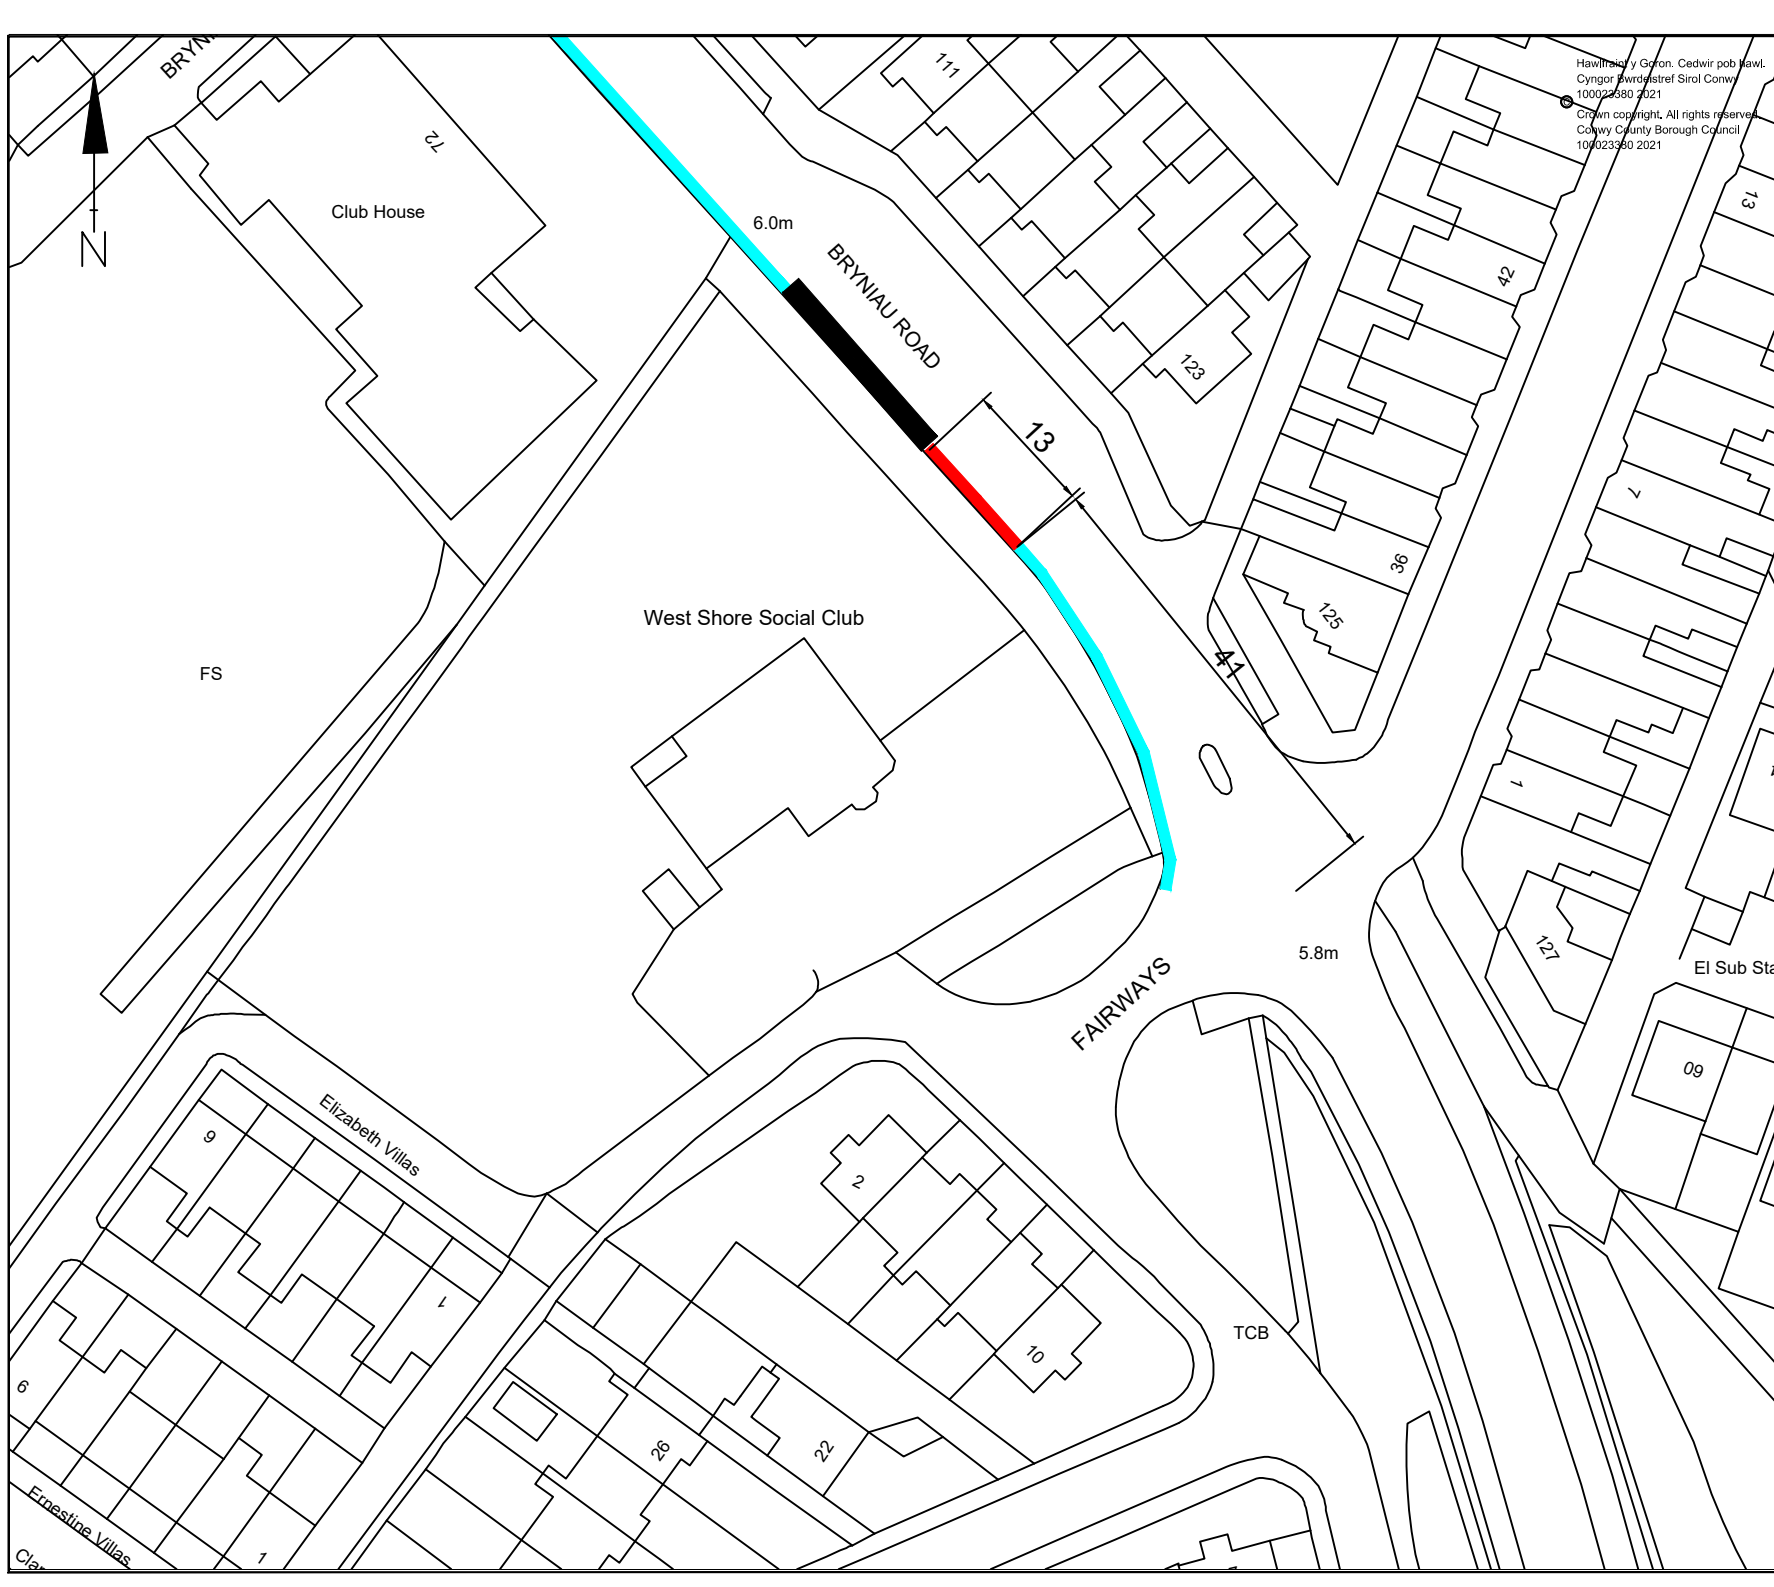 BRYNI
111
Hawlfraint y Goron. Cedwir pob hawl.
Cyngor Bwrdeistref Sirol Conwy
100023380 2021
©
Crown copyright. All rights reserved.
Conwy County Borough Council
100023380 2021
72
Club House
13
6.0m
N
BRYNIAU ROAD
42
123
13
7
36
125
West Shore Social Club
41
FS
1
127
5.8m
El Sub Sta
FAIRWAYS
60
Elizabeth Villas
9
2
1
TCB
10
9
26
22
Ernestine Villas
1